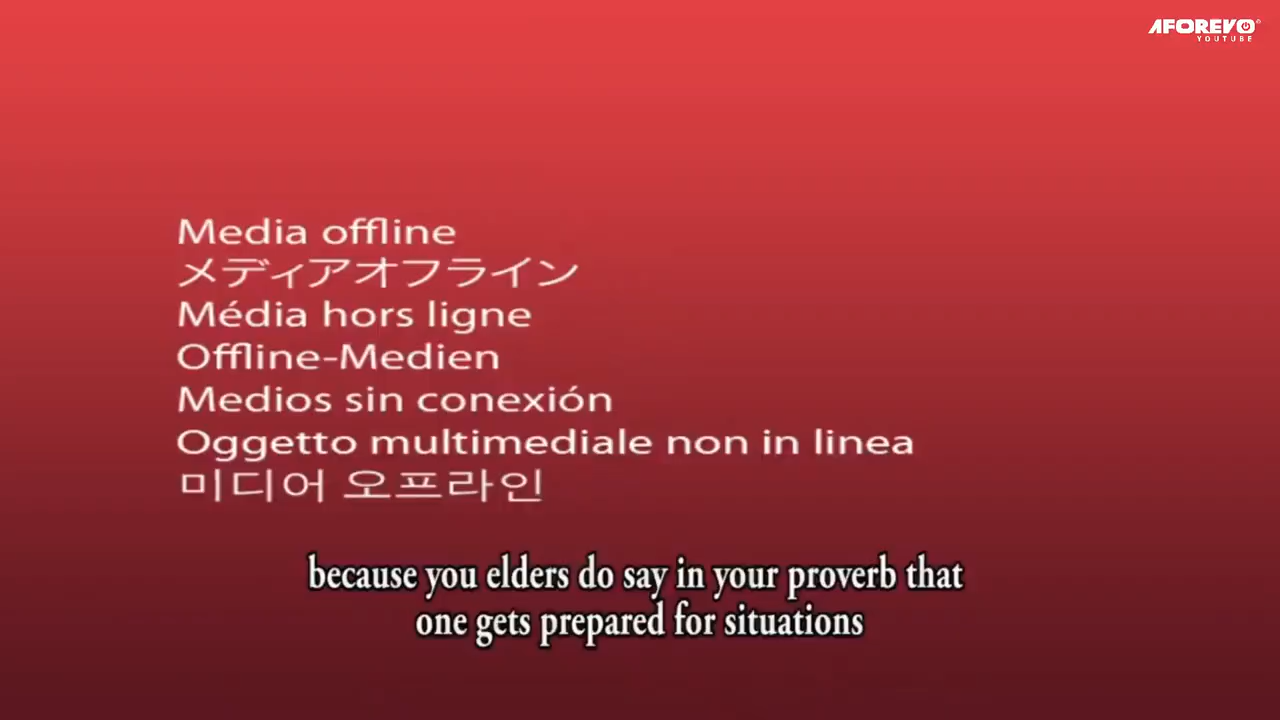 AFOREVO
YOUTUBE
Media offline
メディアオフライン
Média hors ligne
Offline-Medien
Medios sin conexión
Oggetto multimediale non in linea
미디어 오프라인
because you elders do say in your proverb that
one gets prepared for situations